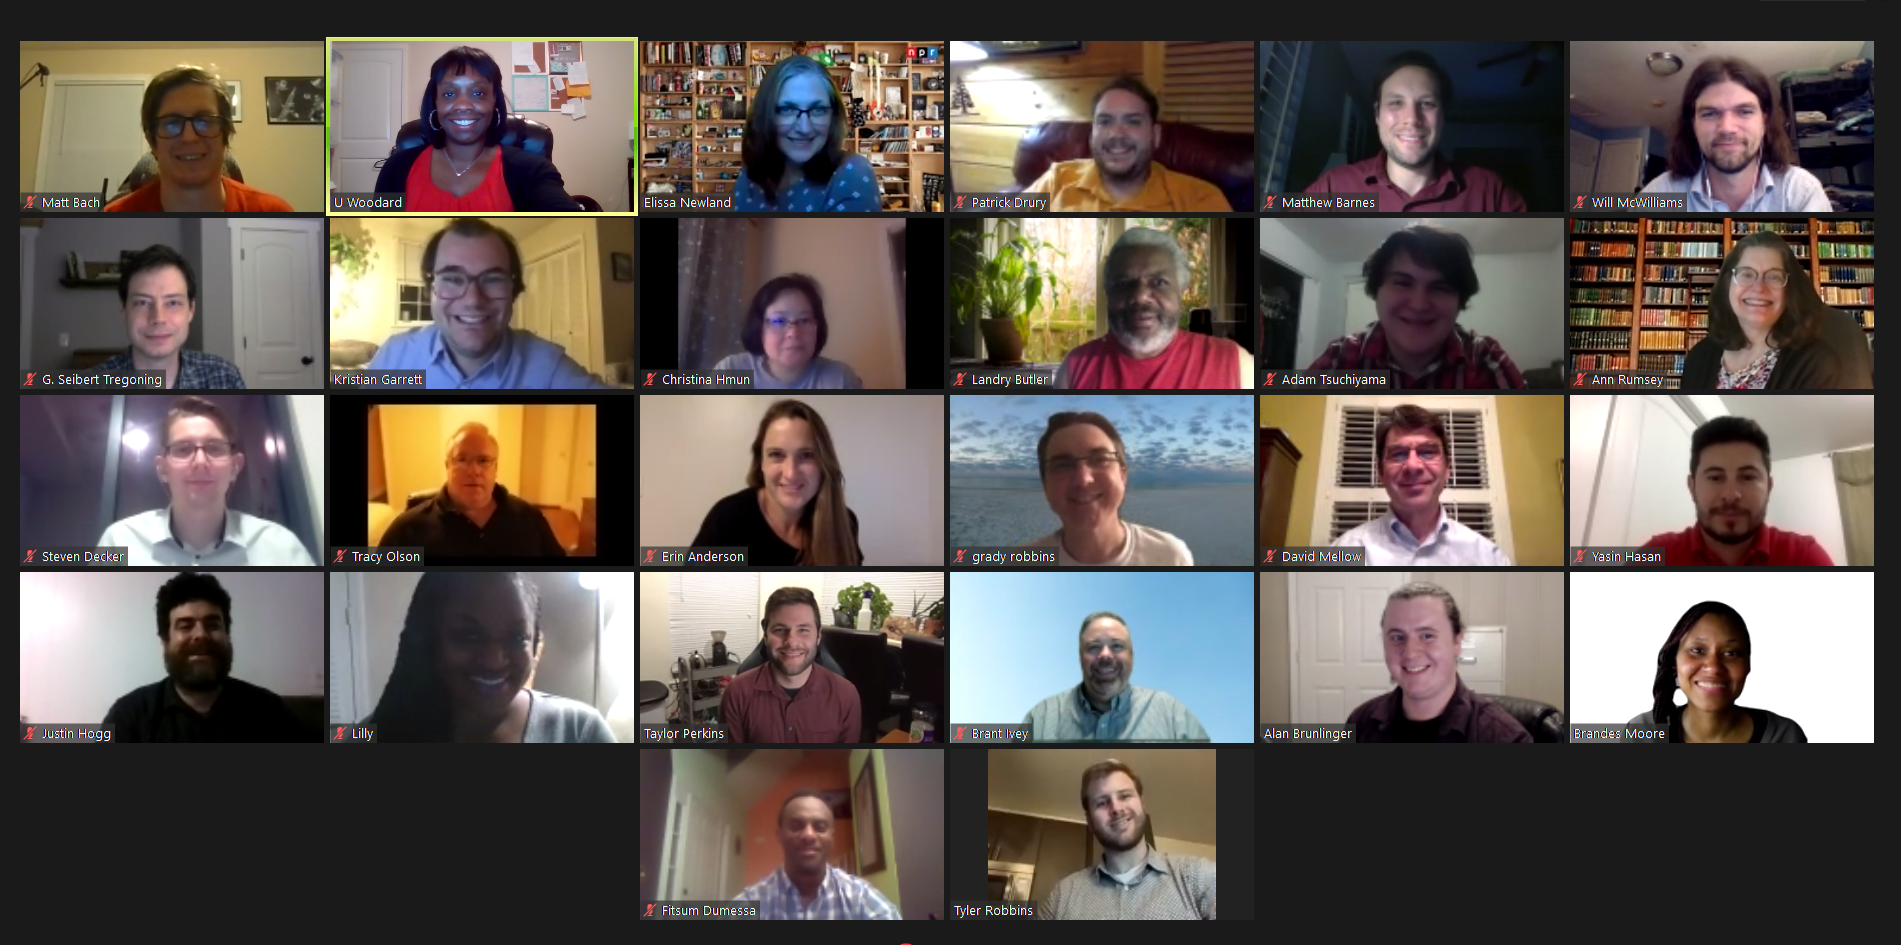 npr
Matt Bach
U Woodard
Elissa Newland
Patrick Drury
Matthew Barnes
Will McWilliams
G. Seibert Tregoning
Kristian Garrett
Christina Hmun
Landry Butler
Adam Tsuchiyama
Ann Rumsey
Steven Decker
Tracy Olson
Erin Anderson
grady robbins
David Mellow
Yasin Hasan
Justin Hogg
Lilly
Taylor Perkins
Brant Ivey
Alan Brunlinger
Brandes Moore
Fitsum Dumessa
Tyler Robbins